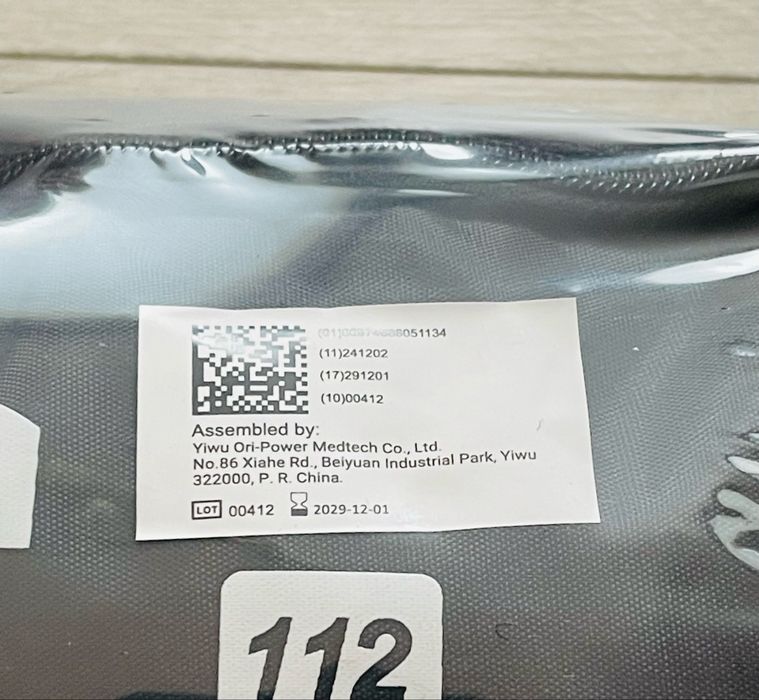 051134
(11)241202
(17)291201
(10)00412
Assembled by:
Yiwu Ori-Power Medtech Co., Ltd.
No.86 Xiahe Rd., Beiyuan Industrial Park, Yiwu
322000, P. R. China.
LOT 00412 2029-12-01
112